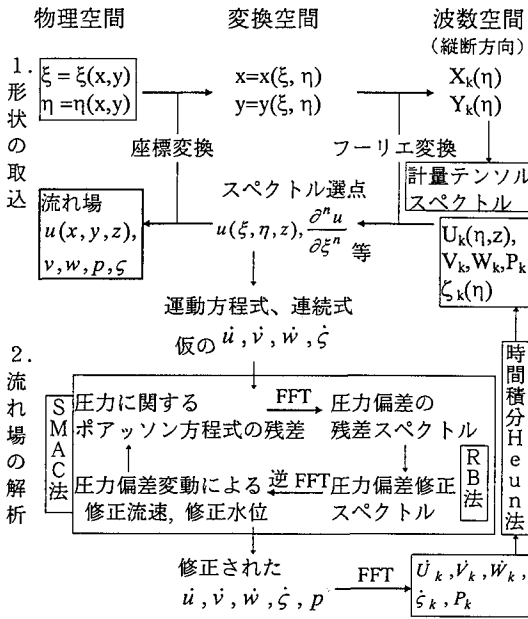 物理空間
変換空間
波数空間
(縦断方向)
1.形状の取込
ξ = ξ(x,y)
η = η(x,y)
x=x(ξ, η)
y=y(ξ, η)
X_k(η)
Y_k(η)
座標変換
フーリエ変換
計量テンソル
スペクトル
流れ場
u(x, y, z),
v, w, p, ς
スペクトル選点
u(ξ, η, z), ∂ⁿu/∂ξⁿ 等
U_k(η,z),
V_k,W_k,P_k
ζ_k(η)
運動方程式、連続式
仮の u̇ , v̇ , ẇ , ς̇
2.流れ場の解析
SMAC法
圧力に関する
ポアッソン方程式の残差
FFT
圧力偏差の
残差スペクトル
RB法
圧力偏差変動による
修正流速, 修正水位
逆 FFT
圧力偏差修正
スペクトル
時間積分Heun法
修正された
u̇ , v̇ , ẇ , ς̇ , p
FFT
U̇_k , V̇_k , Ẇ_k ,
ς̇_k , P_k